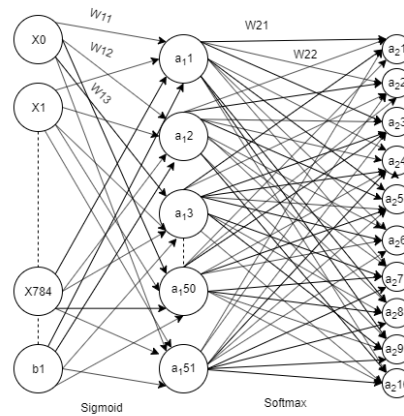 X0
X1
X784
b1
W11
W12
W13
a₁1
a₁2
a₁3
a₁50
a₁51
W21
W22
a₂1
a₂2
a₂3
a₂4
a₂5
a₂6
a₂7
a₂8
a₂9
a₂10
Sigmoid
Softmax